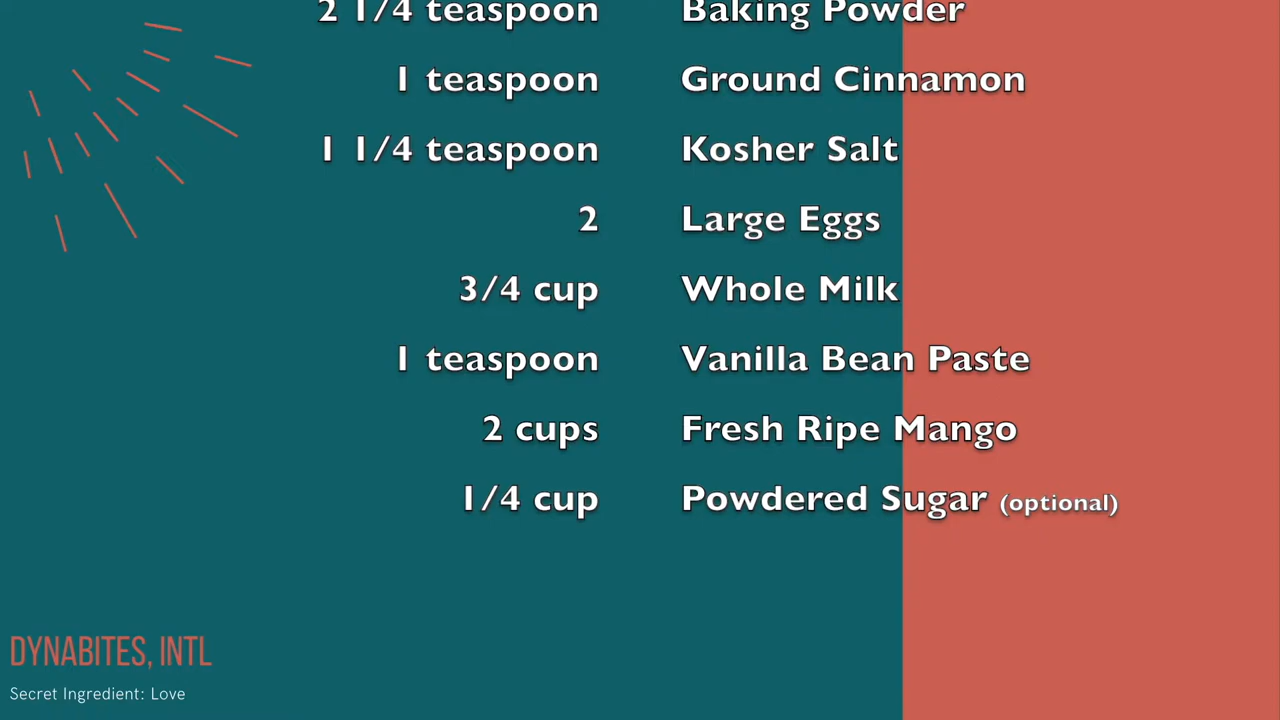 2 1/4 teaspoon Baking Powder
1 teaspoon Ground Cinnamon
1 1/4 teaspoon Kosher Salt
2 Large Eggs
3/4 cup Whole Milk
1 teaspoon Vanilla Bean Paste
2 cups Fresh Ripe Mango
1/4 cup Powdered Sugar (optional)
DYNABITES, INTL
Secret Ingredient: Love